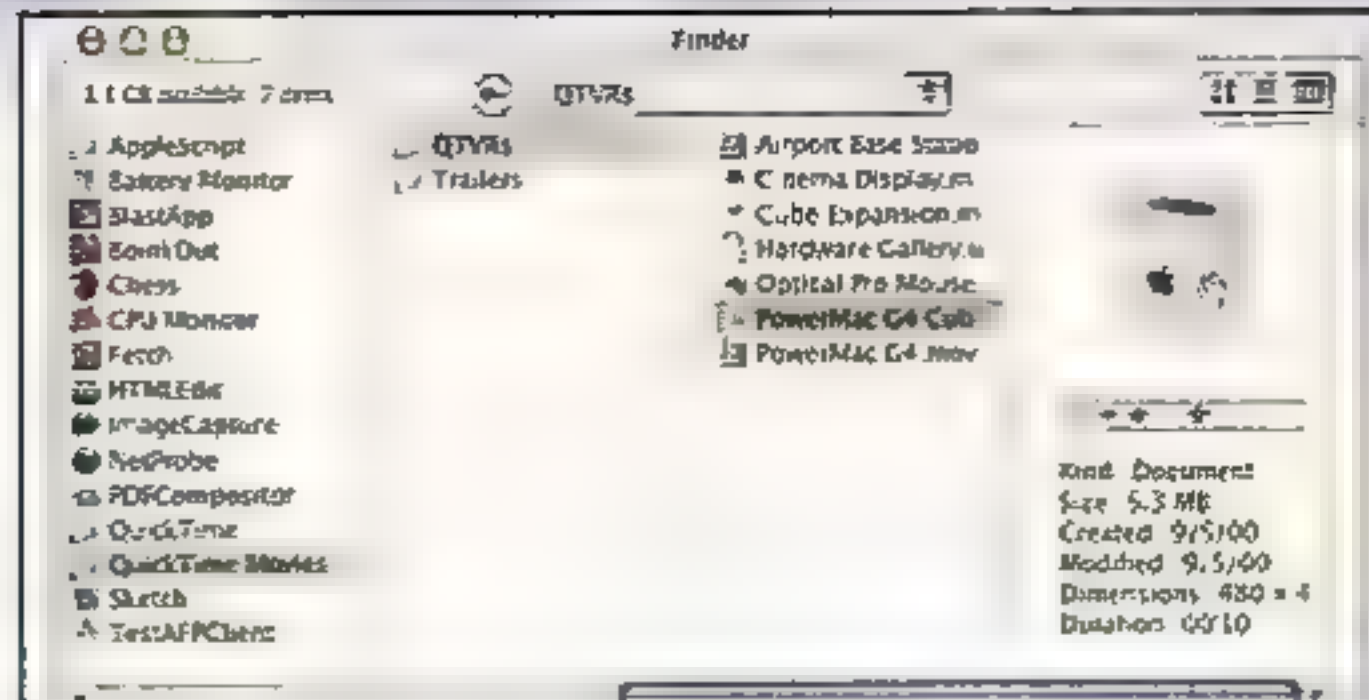 Finder
QTVRs
AppleScript
Battery Monitor
BlastApp
Bomb Out
Chess
CPU Monitor
Fetch
HTMLEdit
ImageCapture
NetProbe
PDFCompositor
QuickTime
QuickTime Movies
Sketch
TestAFPClient
QTVRs
Trailers
Airport Base
Cinema Display.m
Cube Expansion.m
Hardware Gallery
Optical Pro Mouse
PowerMac G4 Cub
PowerMac G4 .mov
Kind Document
Size 5.3 MB
Created 9/5/00
Modified 9/5/00
Dimensions 480 × 4
Duration 00:10